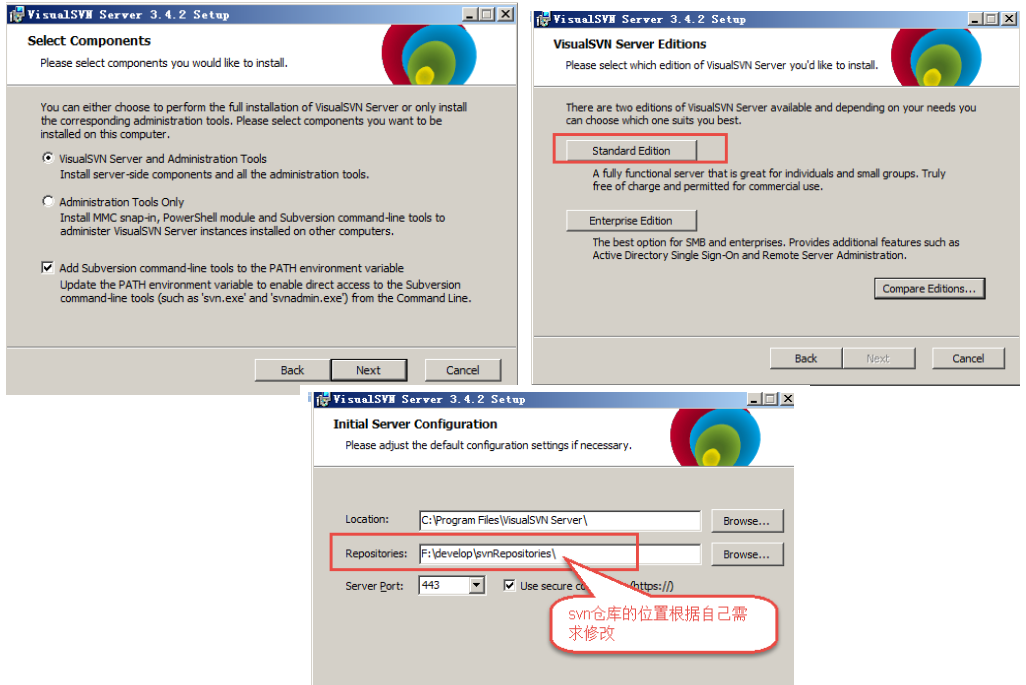 VisualSVN Server 3.4.2 Setup
Select Components
Please select components you would like to install.
You can either choose to perform the full installation of VisualSVN Server or only install
the corresponding administration tools. Please select components you want to be
installed on this computer.
VisualSVN Server and Administration Tools
Install server-side components and all the administration tools.
Administration Tools Only
Install MMC snap-in, PowerShell module and Subversion command-line tools to
administer VisualSVN Server instances installed on other computers.
Add Subversion command-line tools to the PATH environment variable
Update the PATH environment variable to enable direct access to the Subversion
command-line tools (such as 'svn.exe' and 'svnadmin.exe') from the Command Line.
Back
Next
Cancel
VisualSVN Server 3.4.2 Setup
VisualSVN Server Editions
Please select which edition of VisualSVN Server you'd like to install.
There are two editions of VisualSVN Server available and depending on your needs you
can choose which one suits you best.
Standard Edition
A fully functional server that is great for individuals and small groups. Truly
free of charge and permitted for commercial use.
Enterprise Edition
The best option for SMB and enterprises. Provides additional features such as
Active Directory Single Sign-On and Remote Server Administration.
Compare Editions...
Back
Next
Cancel
VisualSVN Server 3.4.2 Setup
Initial Server Configuration
Please adjust the default configuration settings if necessary.
Location:
C:\Program Files\VisualSVN Server\
Browse...
Repositories:
F:\develop\svnRepositories\
Browse...
Server Port:
443
Use secure (https://)
svn仓库的位置根据自己需
求修改